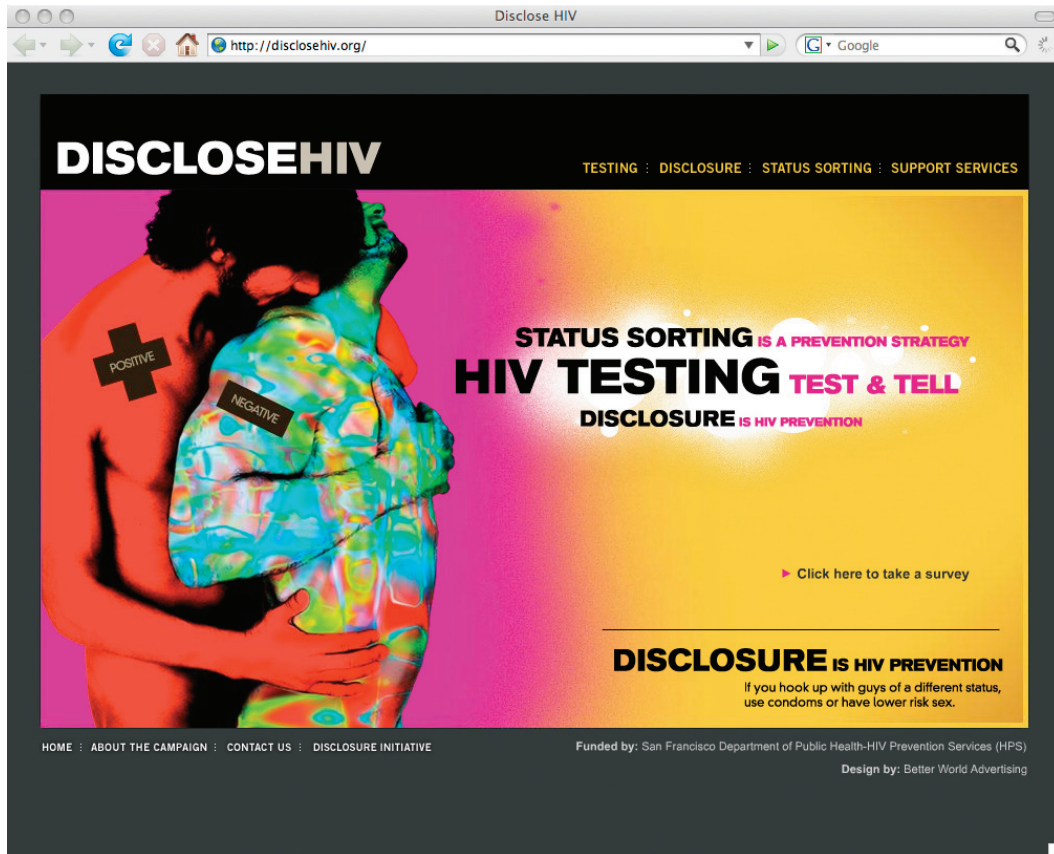 Disclose HIV
http://disclosehiv.org/
G Google
DISCLOSEHIV
TESTING ⋮ DISCLOSURE ⋮ STATUS SORTING ⋮ SUPPORT SERVICES
POSITIVE
NEGATIVE
STATUS SORTING IS A PREVENTION STRATEGY
HIV TESTING TEST & TELL
DISCLOSURE IS HIV PREVENTION
Click here to take a survey
DISCLOSURE IS HIV PREVENTION
If you hook up with guys of a different status,
use condoms or have lower risk sex.
HOME ⋮ ABOUT THE CAMPAIGN ⋮ CONTACT US ⋮ DISCLOSURE INITIATIVE
Funded by: San Francisco Department of Public Health-HIV Prevention Services (HPS)
Design by: Better World Advertising